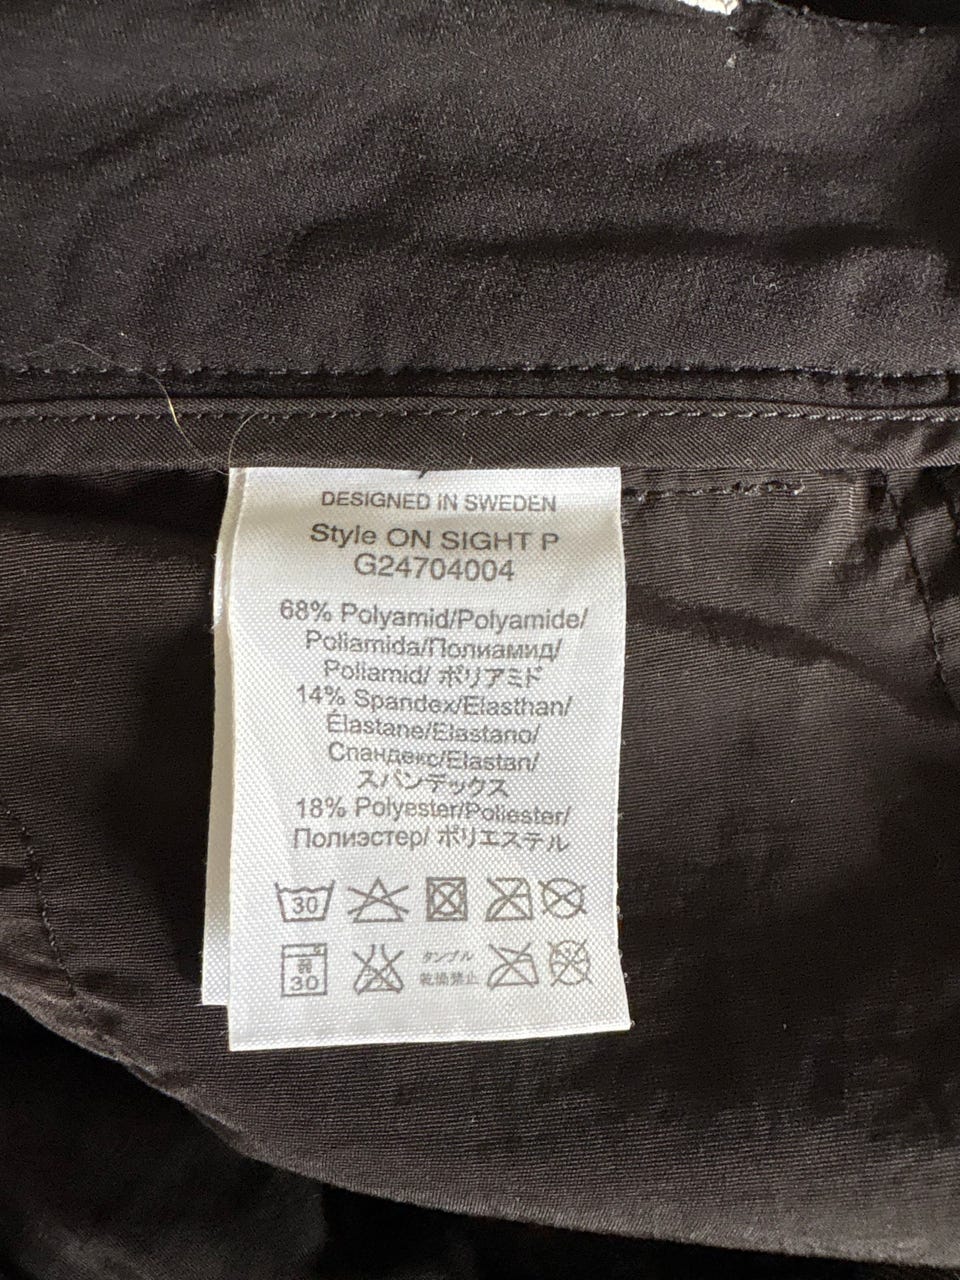 DESIGNED IN SWEDEN
Style ON SIGHT P
G24704004
68% Polyamid/Polyamide/
Poliamida/Полиамид/
Poliamid/ ポリアミド
14% Spandex/Elasthan/
Élastane/Elastano/
Спандекс/Elastan/
スパンデックス
18% Polyester/Poliester/
Полиэстер/ ポリエステル
30
30 タンブル
乾燥禁止